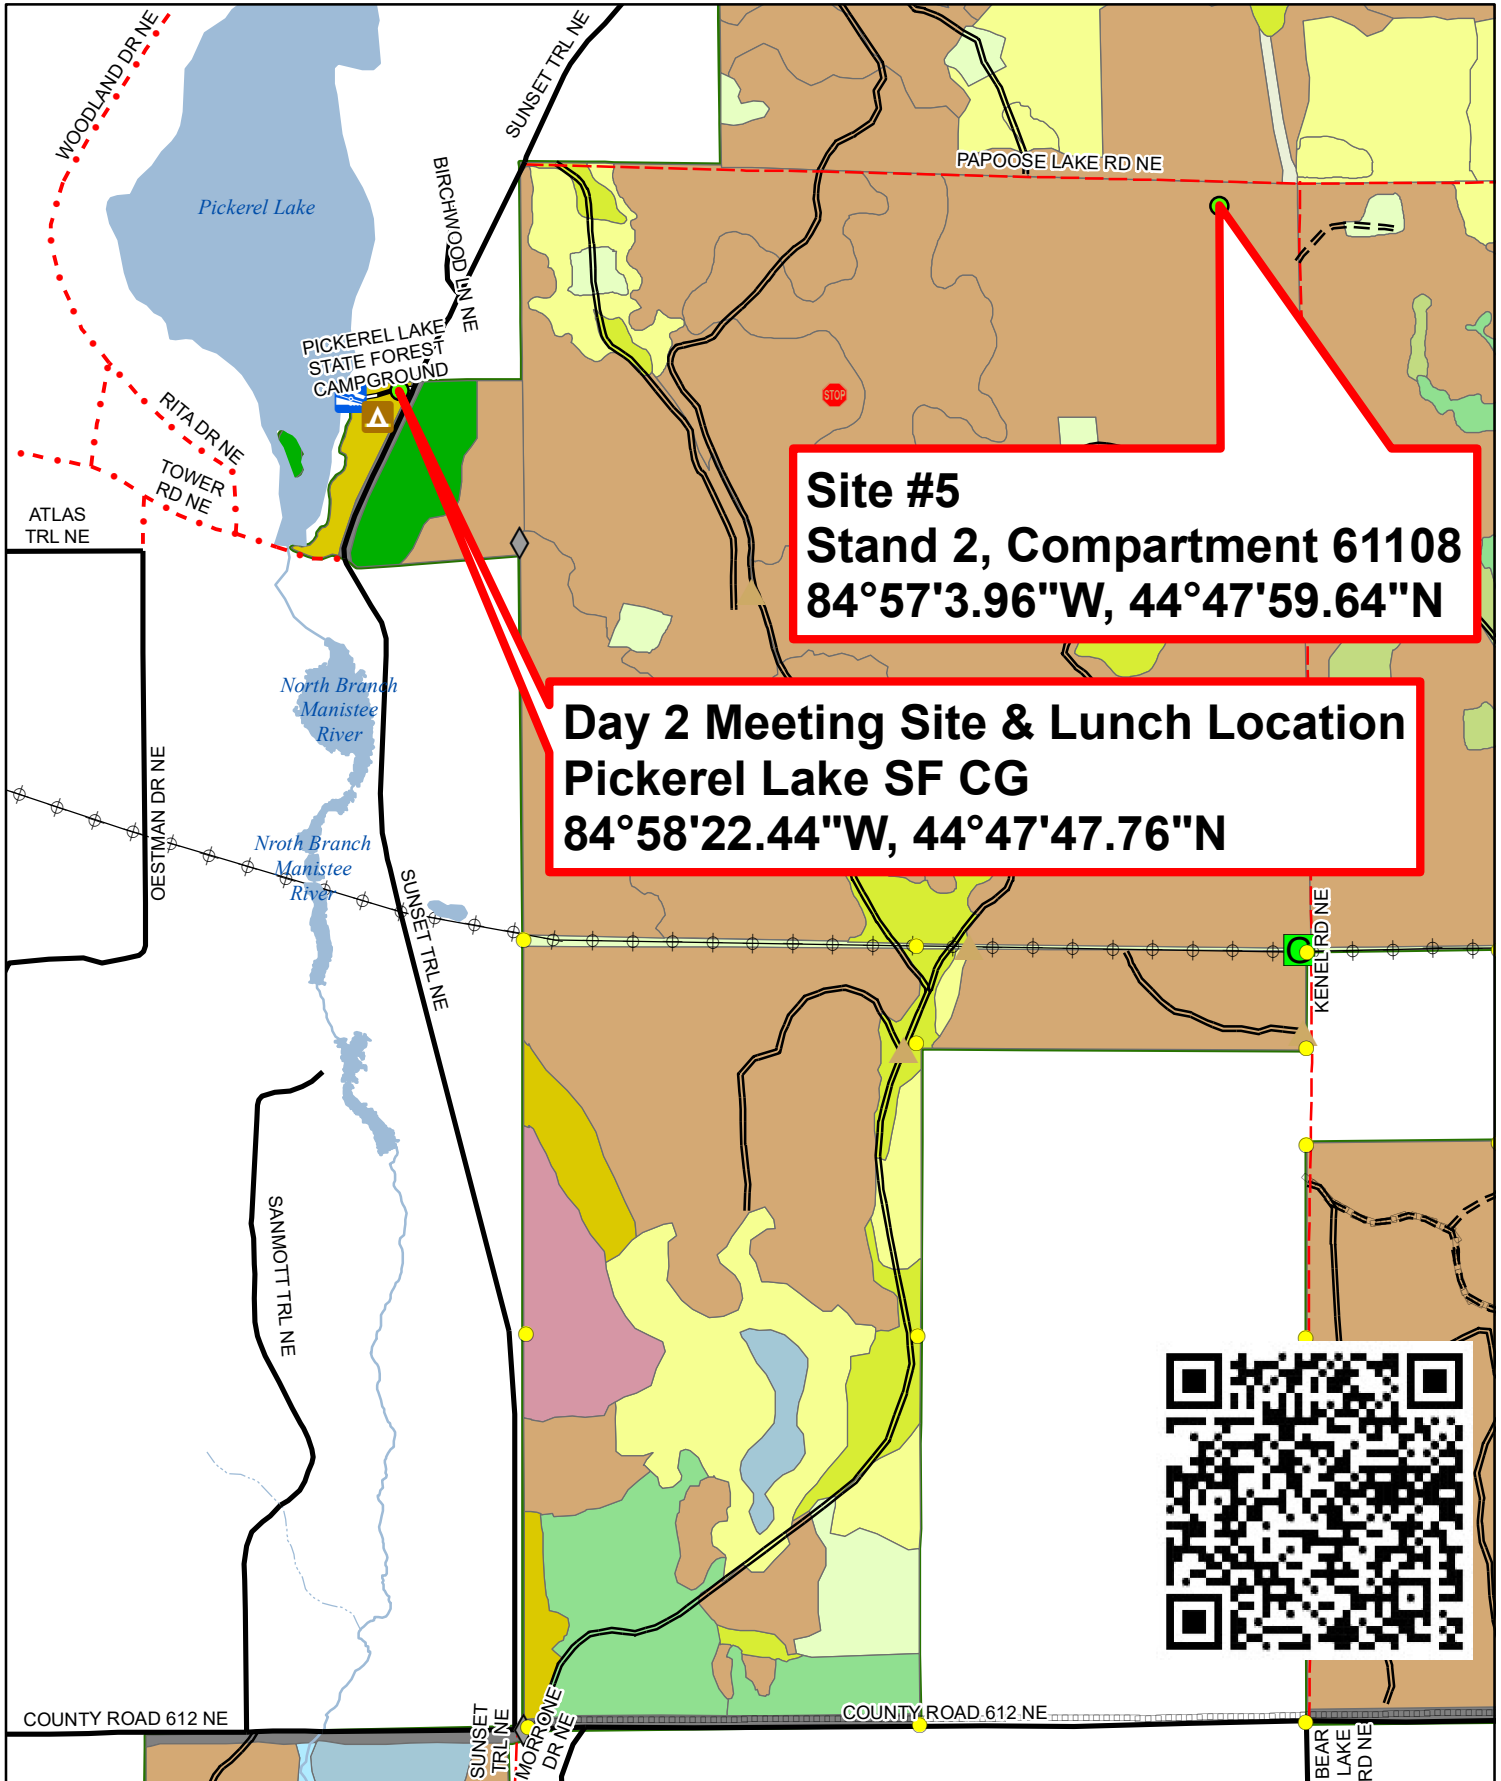 WOODLAND DR NE
SUNSET TRL NE
BIRCHWOOD LN NE
PAPOOSE LAKE RD NE
Pickerel Lake
PICKEREL LAKE
STATE FOREST
CAMPGROUND
RITA DR NE
TOWER
RD NE
ATLAS
TRL NE
STOP
Site #5
Stand 2, Compartment 61108
84°57'3.96"W, 44°47'59.64"N
North Branch
Manistee
River
Day 2 Meeting Site & Lunch Location
Pickerel Lake SF CG
84°58'22.44"W, 44°47'47.76"N
OESTMAN DR NE
Nroth Branch
Manistee
River
SUNSET TRL NE
C
KENEL RD NE
SANMOTT TRL NE
COUNTY ROAD 612 NE
SUNSET
TRL NE
MORRONE
DR NE
COUNTY ROAD 612 NE
BEAR
LAKE
RD NE